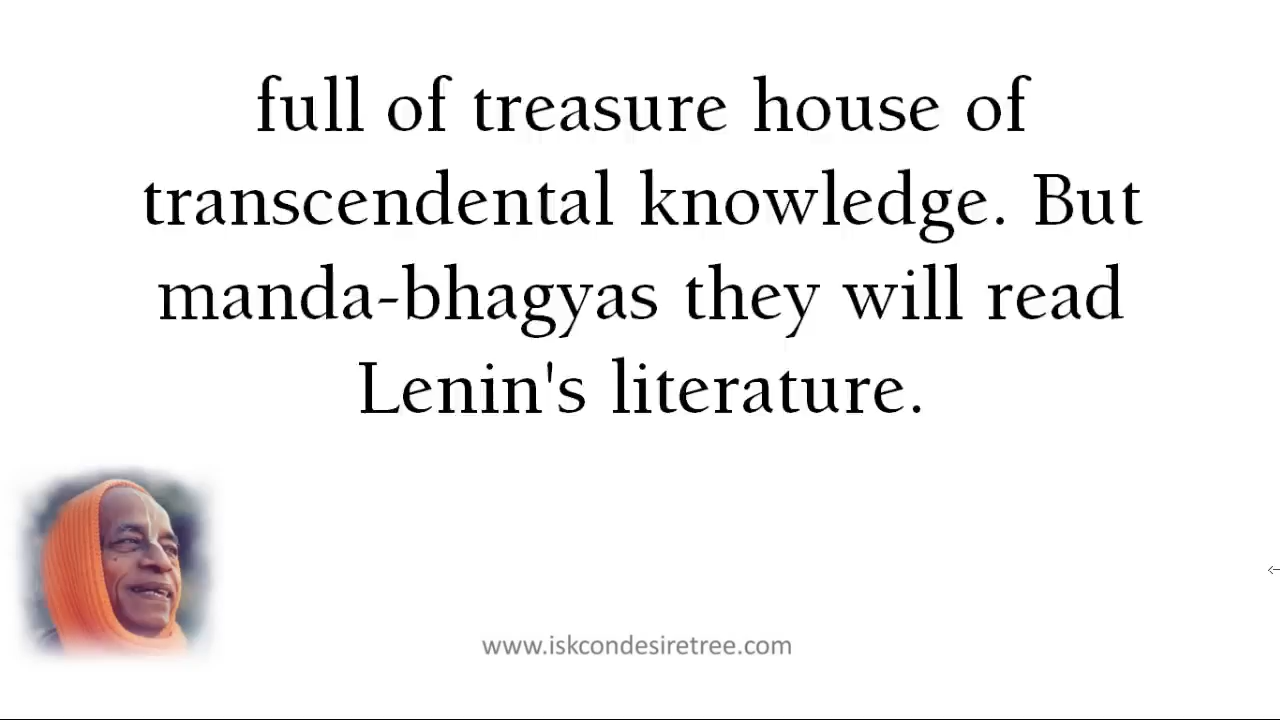 full of treasure house of
transcendental knowledge. But
manda-bhagyas they will read
Lenin's literature.
www.iskcondesiretree.com